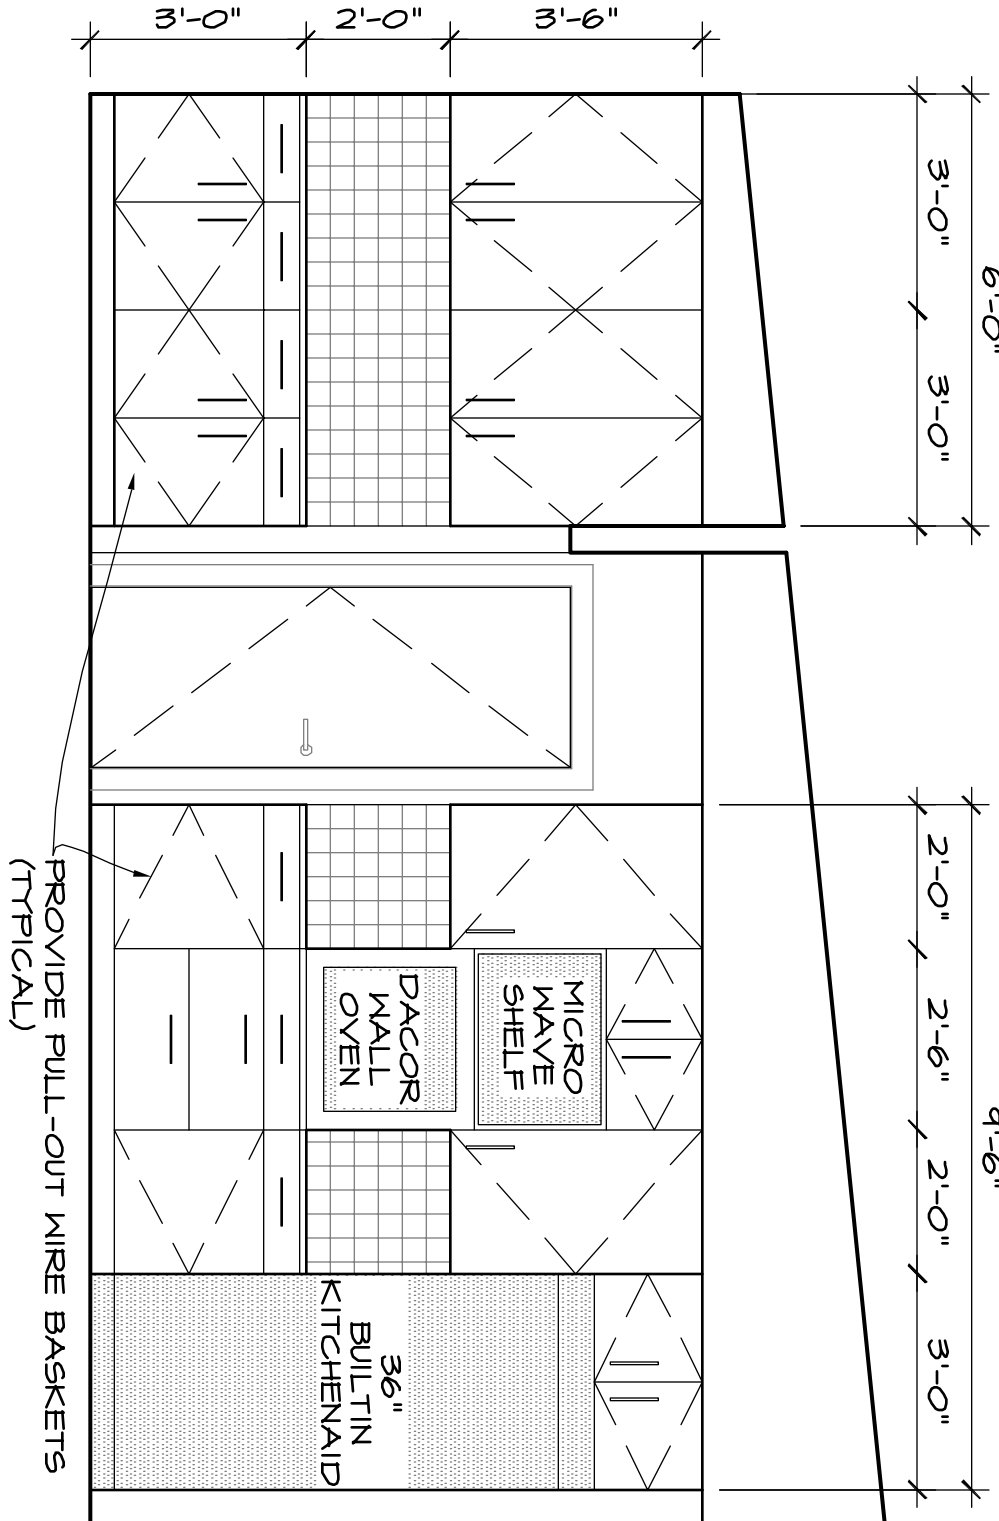 3'-0"
2'-0"
3'-6"
6'-0"
3'-0"
3'-0"
9'-6"
2'-0"
2'-6"
2'-0"
3'-0"
MICRO
WAVE
SHELF
DACOR
WALL
OVEN
36"
BUILTIN
KITCHENAID
PROVIDE PULL-OUT WIRE BASKETS
(TYPICAL)